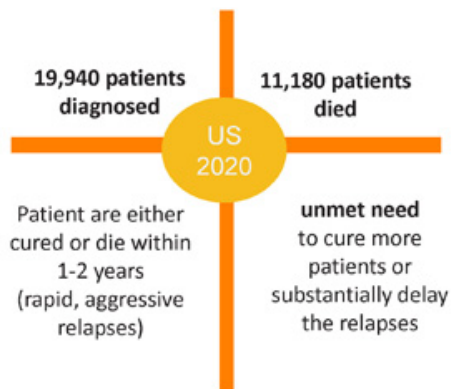 19,940 patients
diagnosed
11,180 patients
died
US
2020
Patient are either
cured or die within
1-2 years
(rapid, aggressive
relapses)
unmet need
to cure more
patients or
substantially delay
the relapses